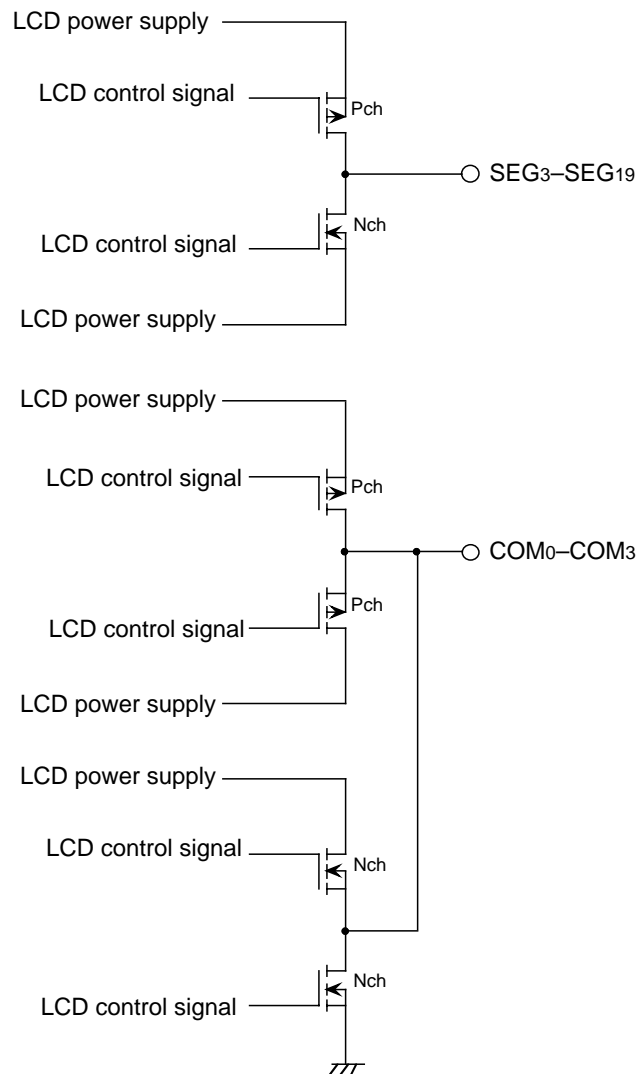 LCD power supply
LCD control signal
Pch
SEG3–SEG19
Nch
LCD control signal
LCD power supply
LCD power supply
LCD control signal
Pch
COM0–COM3
Pch
LCD control signal
LCD power supply
LCD power supply
LCD control signal
Nch
Nch
LCD control signal